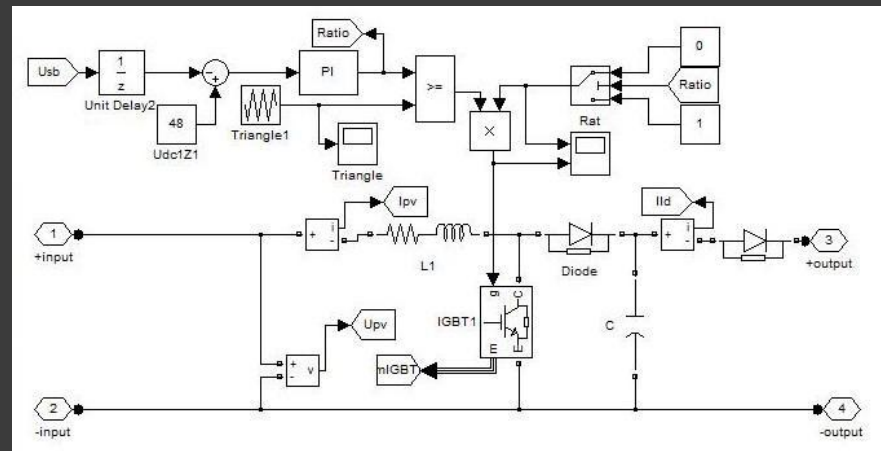 Ratio
0
Usb
1
z
- +
PI
>=
Ratio
Unit Delay2
48
Triangle1
×
Rat
1
Udc1Z1
Triangle
Ipv
Ild
1
+ i -
+ i -
3
+input
L1
Diode
+output
g C
IGBT1
m E
C
Upv
+ v -
mIGBT
2
4
-input
-output